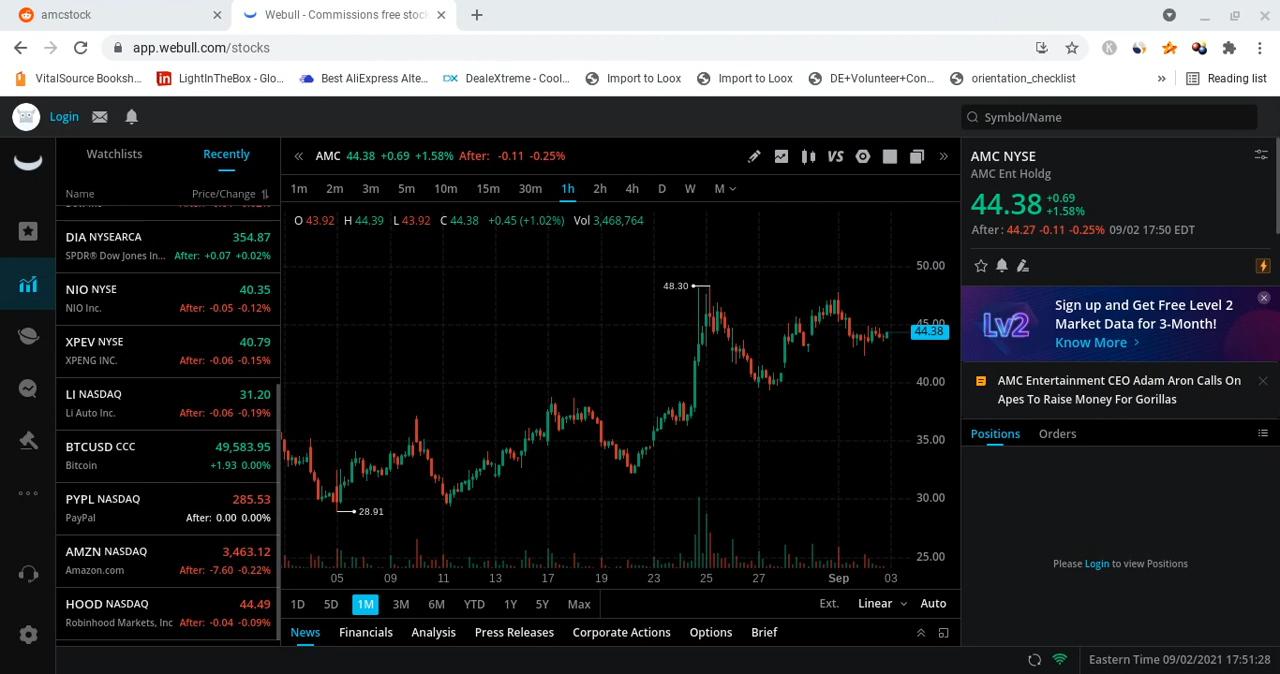 amcstock
Webull - Commissions free stoc
app.webull.com/stocks
VitalSource Booksh...
LightInTheBox - Glo...
Best AliExpress Alte...
DX DealeXtreme - Cool...
Import to Loox
Import to Loox
DE+Volunteer+Con...
orientation_checklist
»
Reading list
Login
Symbol/Name
Watchlists
Recently
Name
Price/Change
DIA NYSEARCA 354.87
SPDR® Dow Jones In... After: +0.07 +0.02%
NIO NYSE 40.35
NIO Inc. After: -0.05 -0.12%
XPEV NYSE 40.79
XPENG INC. After: -0.06 -0.15%
LI NASDAQ 31.20
Li Auto Inc. After: -0.06 -0.19%
BTCUSD CCC 49,583.95
Bitcoin +1.93 0.00%
PYPL NASDAQ 285.53
PayPal After: 0.00 0.00%
AMZN NASDAQ 3,463.12
Amazon.com After: -7.60 -0.22%
HOOD NASDAQ 44.49
Robinhood Markets, Inc After: -0.04 -0.09%
« AMC 44.38 +0.69 +1.58% After: -0.11 -0.25% VS »
1m 2m 3m 5m 10m 15m 30m 1h 2h 4h D W M
O 43.92 H 44.39 L 43.92 C 44.38 +0.45 (+1.02%) Vol 3,468,764
50.00
48.30
45.00
44.38
40.00
35.00
30.00
28.91
25.00
05 09 11 13 17 19 23 25 27 Sep 03
1D 5D 1M 3M 6M YTD 1Y 5Y Max Ext. Linear Auto
News Financials Analysis Press Releases Corporate Actions Options Brief
AMC NYSE
AMC Ent Holdg
44.38 +0.69
+1.58%
After: 44.27 -0.11 -0.25% 09/02 17:50 EDT
Lv2
Sign up and Get Free Level 2
Market Data for 3-Month!
Know More >
AMC Entertainment CEO Adam Aron Calls On
Apes To Raise Money For Gorillas
Positions Orders
Please Login to view Positions
Eastern Time 09/02/2021 17:51:28